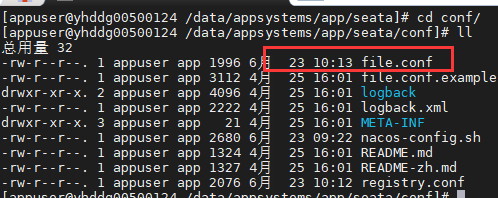 [appuser@yhddg00500124 /data/appsystems/app/seata]# cd conf/
[appuser@yhddg00500124 /data/appsystems/app/seata/conf]# ll
总用量 32
-rw-r--r--. 1 appuser app 1996 6月  23 10:13 file.conf
-rw-r--r--. 1 appuser app 3112 4月  25 16:01 file.conf.example
drwxr-xr-x. 2 appuser app 4096 4月  25 16:01 logback
-rw-r--r--. 1 appuser app 2222 4月  25 16:01 logback.xml
drwxr-xr-x. 3 appuser app   21 4月  25 16:01 META-INF
-rw-r--r--. 1 appuser app 2680 6月  23 09:22 nacos-config.sh
-rw-r--r--. 1 appuser app 1324 4月  25 16:01 README.md
-rw-r--r--. 1 appuser app 1327 4月  25 16:01 README-zh.md
-rw-r--r--. 1 appuser app 2076 6月  23 10:12 registry.conf
[appuser@yhddg00500124 /data/appsystems/app/seata/conf]#